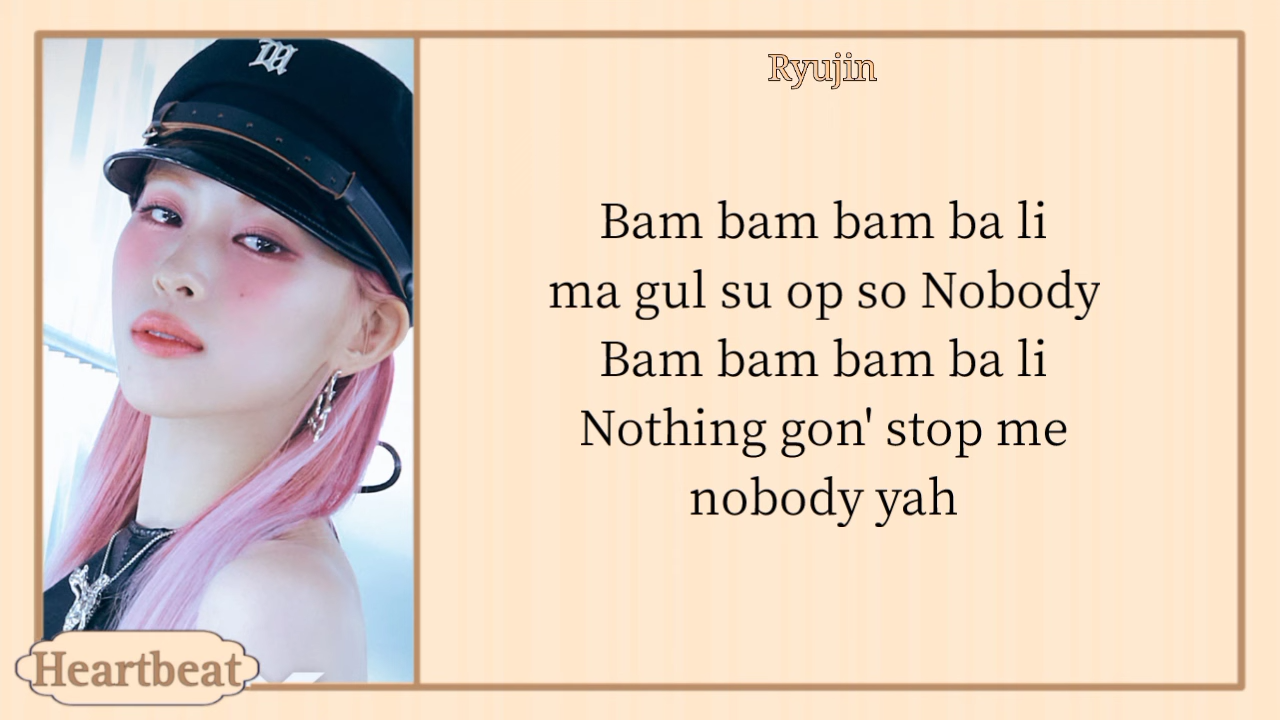 Ryujin
Bam bam bam ba li
ma gul su op so Nobody
Bam bam bam ba li
Nothing gon' stop me
nobody yah
Heartbeat